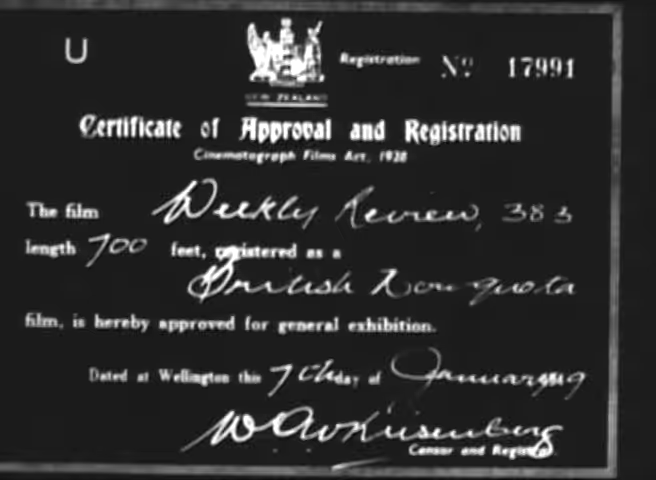 U
Registration No 17991
NEW ZEALAND
Certificate of Approval and Registration
Cinematograph Films Act, 1928
The film Weekly Review, 383
length 700 feet, registered as a
British Non quota
film, is hereby approved for general exhibition.
Dated at Wellington this 7th day of January 1949
Censor and Registrar